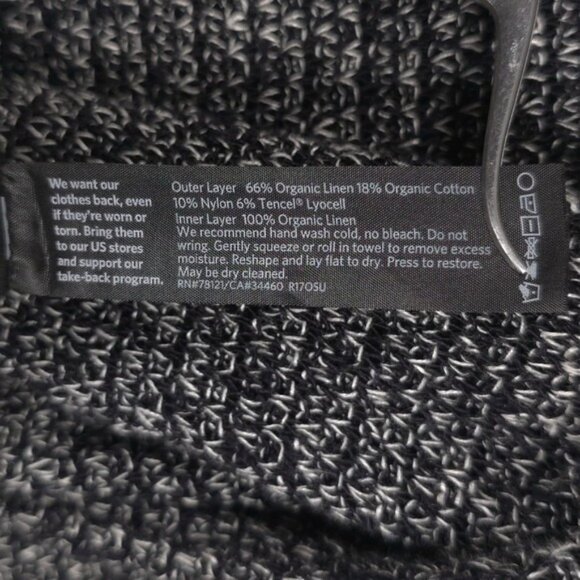 We want our
clothes back, even
if they're worn or
torn. Bring them
to our US stores
and support our
take-back program.
Outer Layer 66% Organic Linen 18% Organic Cotton
10% Nylon 6% Tencel® Lyocell
Inner Layer 100% Organic Linen
We recommend hand wash cold, no bleach. Do not
wring. Gently squeeze or roll in towel to remove excess
moisture. Reshape and lay flat to dry. Press to restore.
May be dry cleaned.
RN#78121/CA#34460 R17OSU